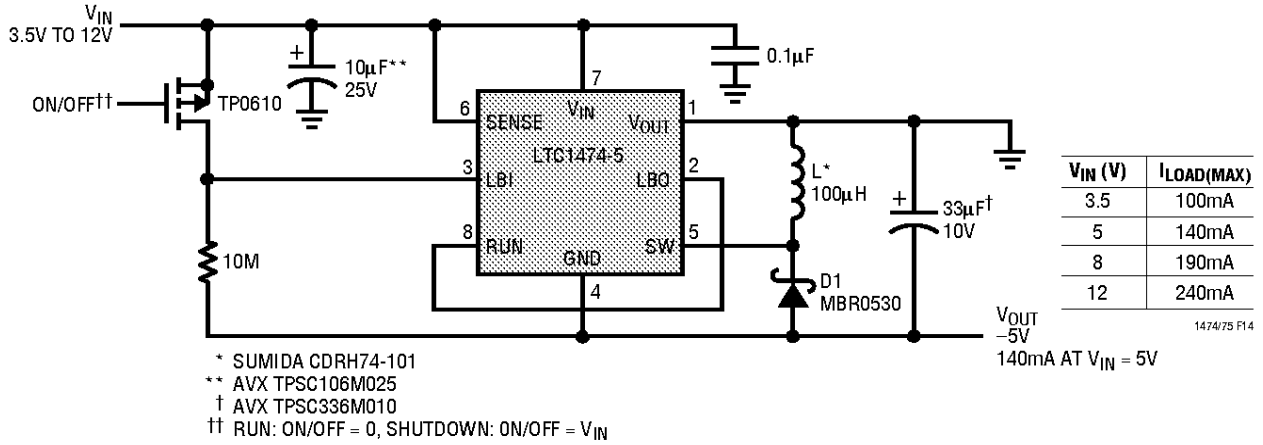 VIN
3.5V TO 12V
ON/OFF††
TP0610
+
10µF**
25V
0.1µF
7
6
SENSE
VIN
VOUT
1
LTC1474-5
3
LBI
LBO
2
8
RUN
SW
5
GND
4
10M
L*
100µH
+
33µF†
10V
D1
MBR0530
VOUT
–5V
140mA AT VIN = 5V
VIN (V) ILOAD(MAX)
3.5 100mA
5 140mA
8 190mA
12 240mA
1474/75 F14
* SUMIDA CDRH74-101
** AVX TPSC106M025
† AVX TPSC336M010
†† RUN: ON/OFF = 0, SHUTDOWN: ON/OFF = VIN